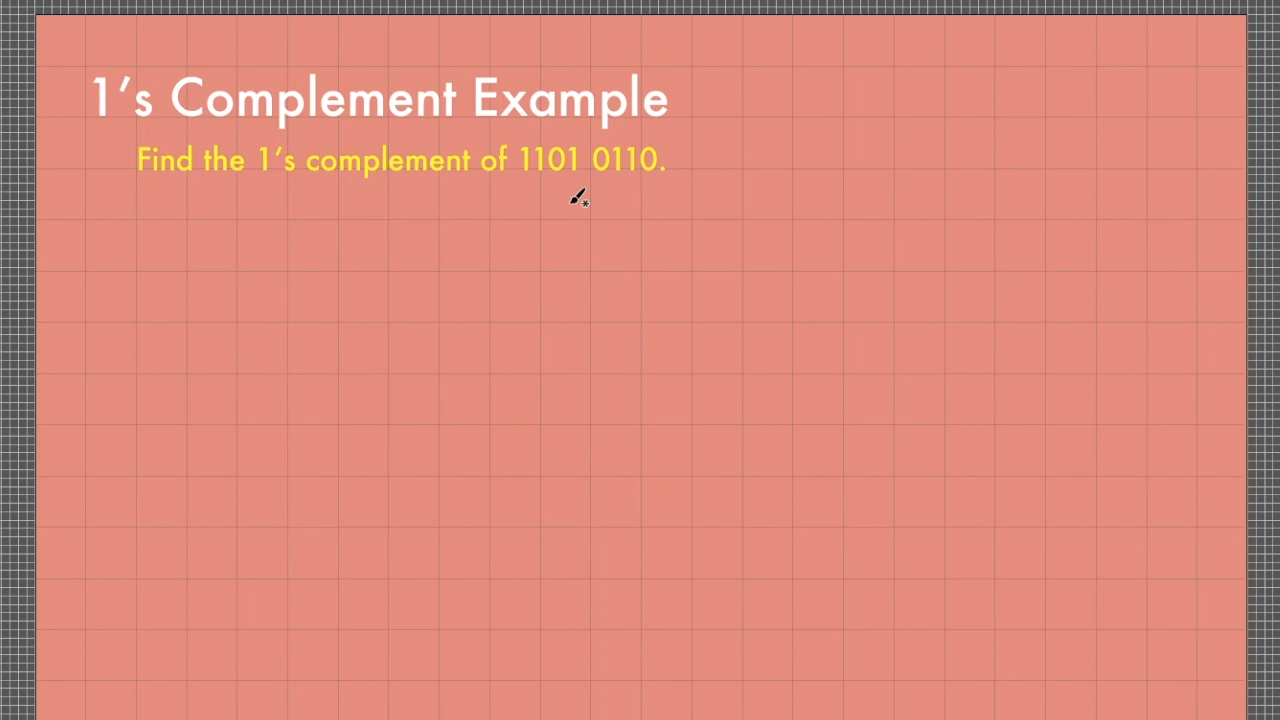 1’s Complement Example
Find the 1’s complement of 1101 0110.